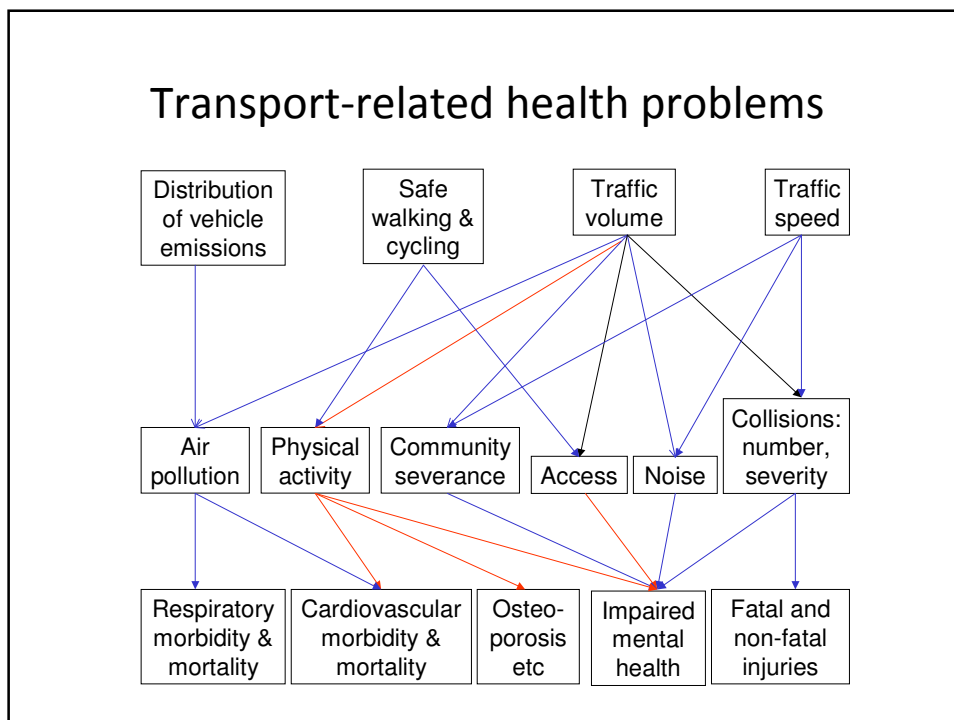 Transport-related health problems
Distribution
of vehicle
emissions
Safe
walking &
cycling
Traffic
volume
Traffic
speed
Air
pollution
Physical
activity
Community
severance
Access
Noise
Collisions:
number,
severity
Respiratory
morbidity &
mortality
Cardiovascular
morbidity &
mortality
Osteo-
porosis
etc
Impaired
mental
health
Fatal and
non-fatal
injuries